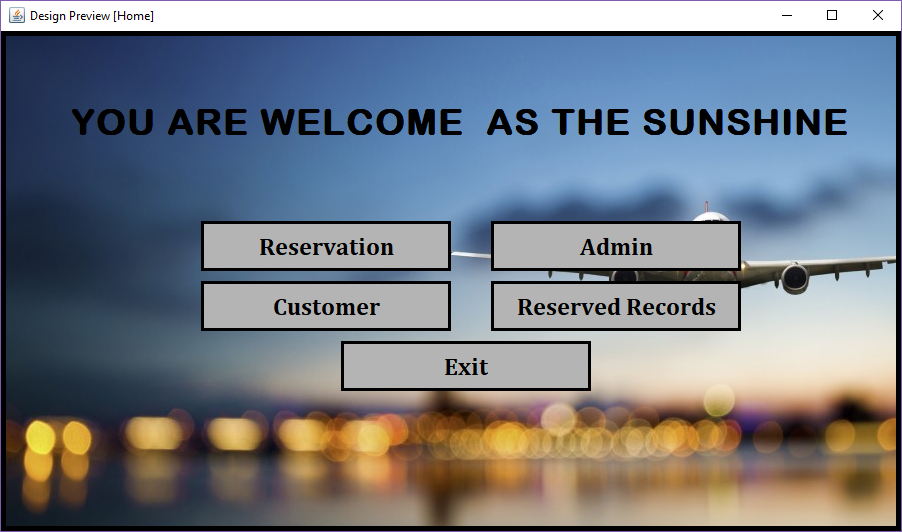 Design Preview [Home]
YOU ARE WELCOME  AS THE SUNSHINE
Reservation
Admin
Customer
Reserved Records
Exit